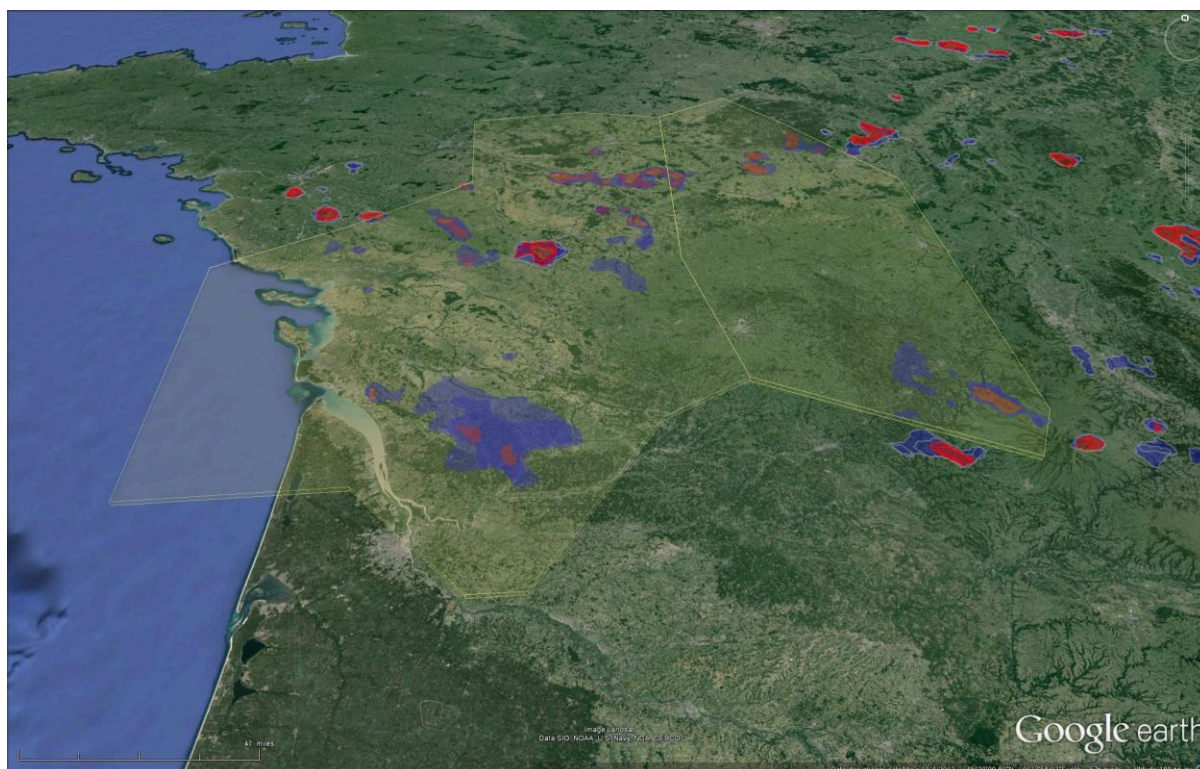 N
47 miles
Image Landsat
Data SIO, NOAA, U.S. Navy, NGA, GEBCO
Google earth